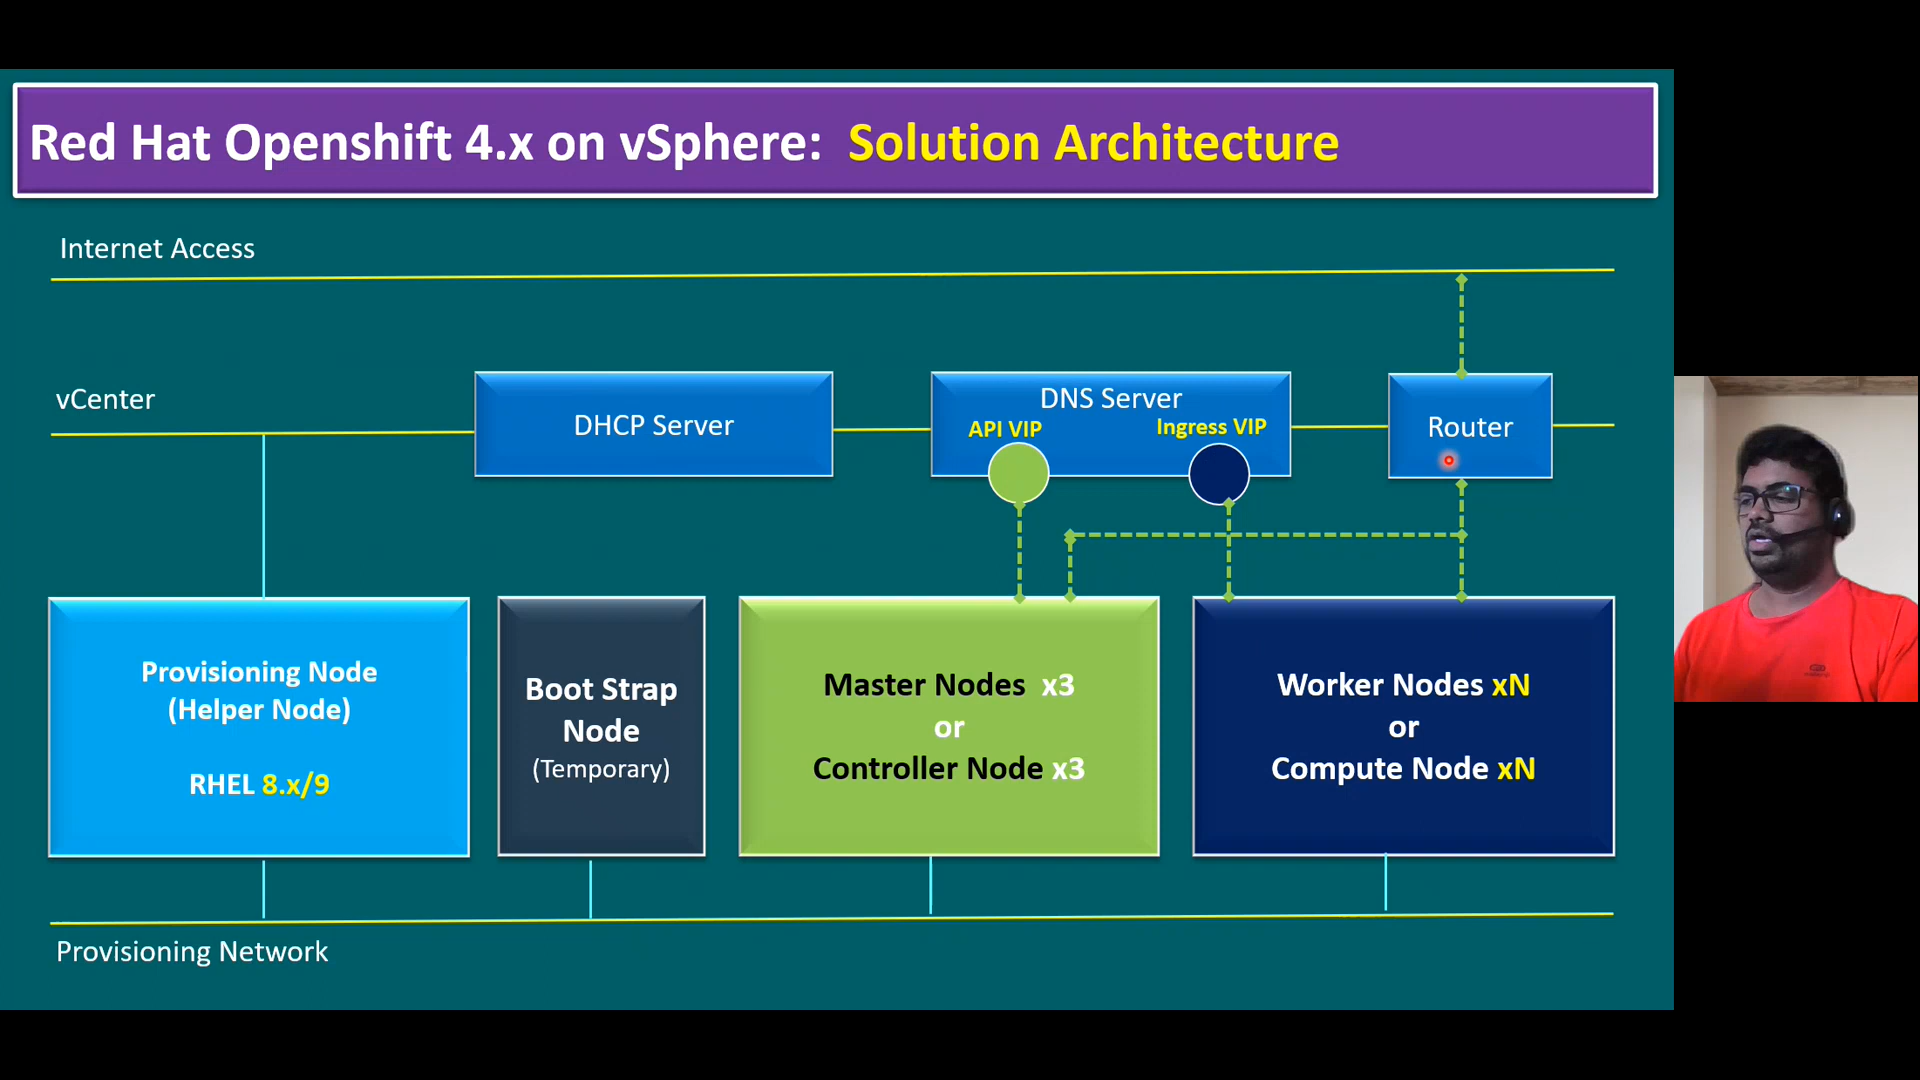 Red Hat Openshift 4.x on vSphere: Solution Architecture
Internet Access
vCenter
DHCP Server
DNS Server
API VIP
Ingress VIP
Router
Provisioning Node
(Helper Node)
RHEL 8.x/9
Boot Strap
Node
(Temporary)
Master Nodes x3
or
Controller Node x3
Worker Nodes xN
or
Compute Node xN
Provisioning Network